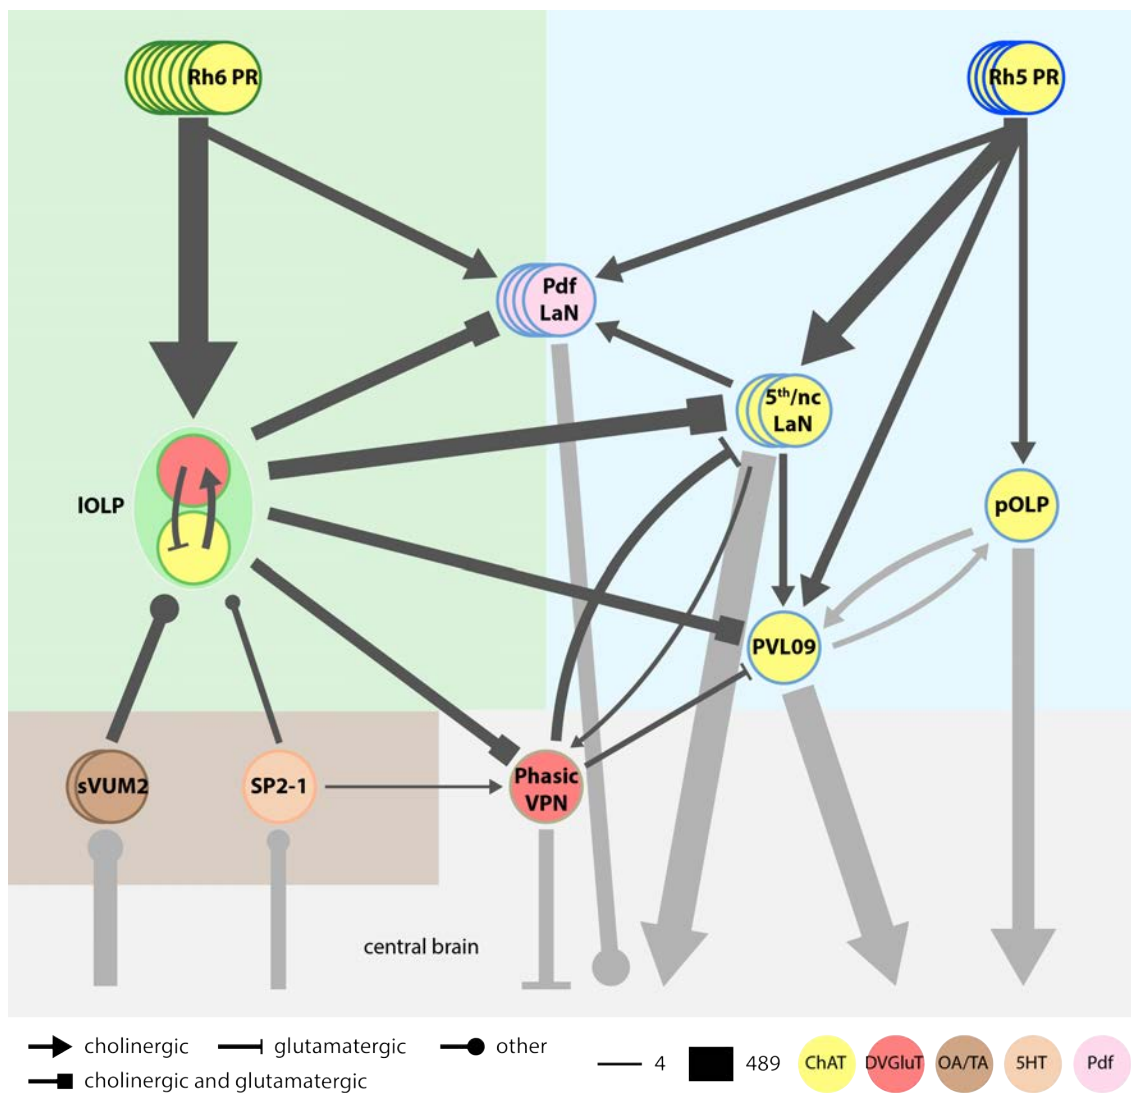 Rh6 PR
Rh5 PR
Pdf
LaN
5th/nc
LaN
lOLP
pOLP
PVL09
sVUM2
SP2-1
Phasic
VPN
central brain
cholinergic
glutamatergic
other
4
489
ChAT
DVGluT
OA/TA
5HT
Pdf
cholinergic and glutamatergic